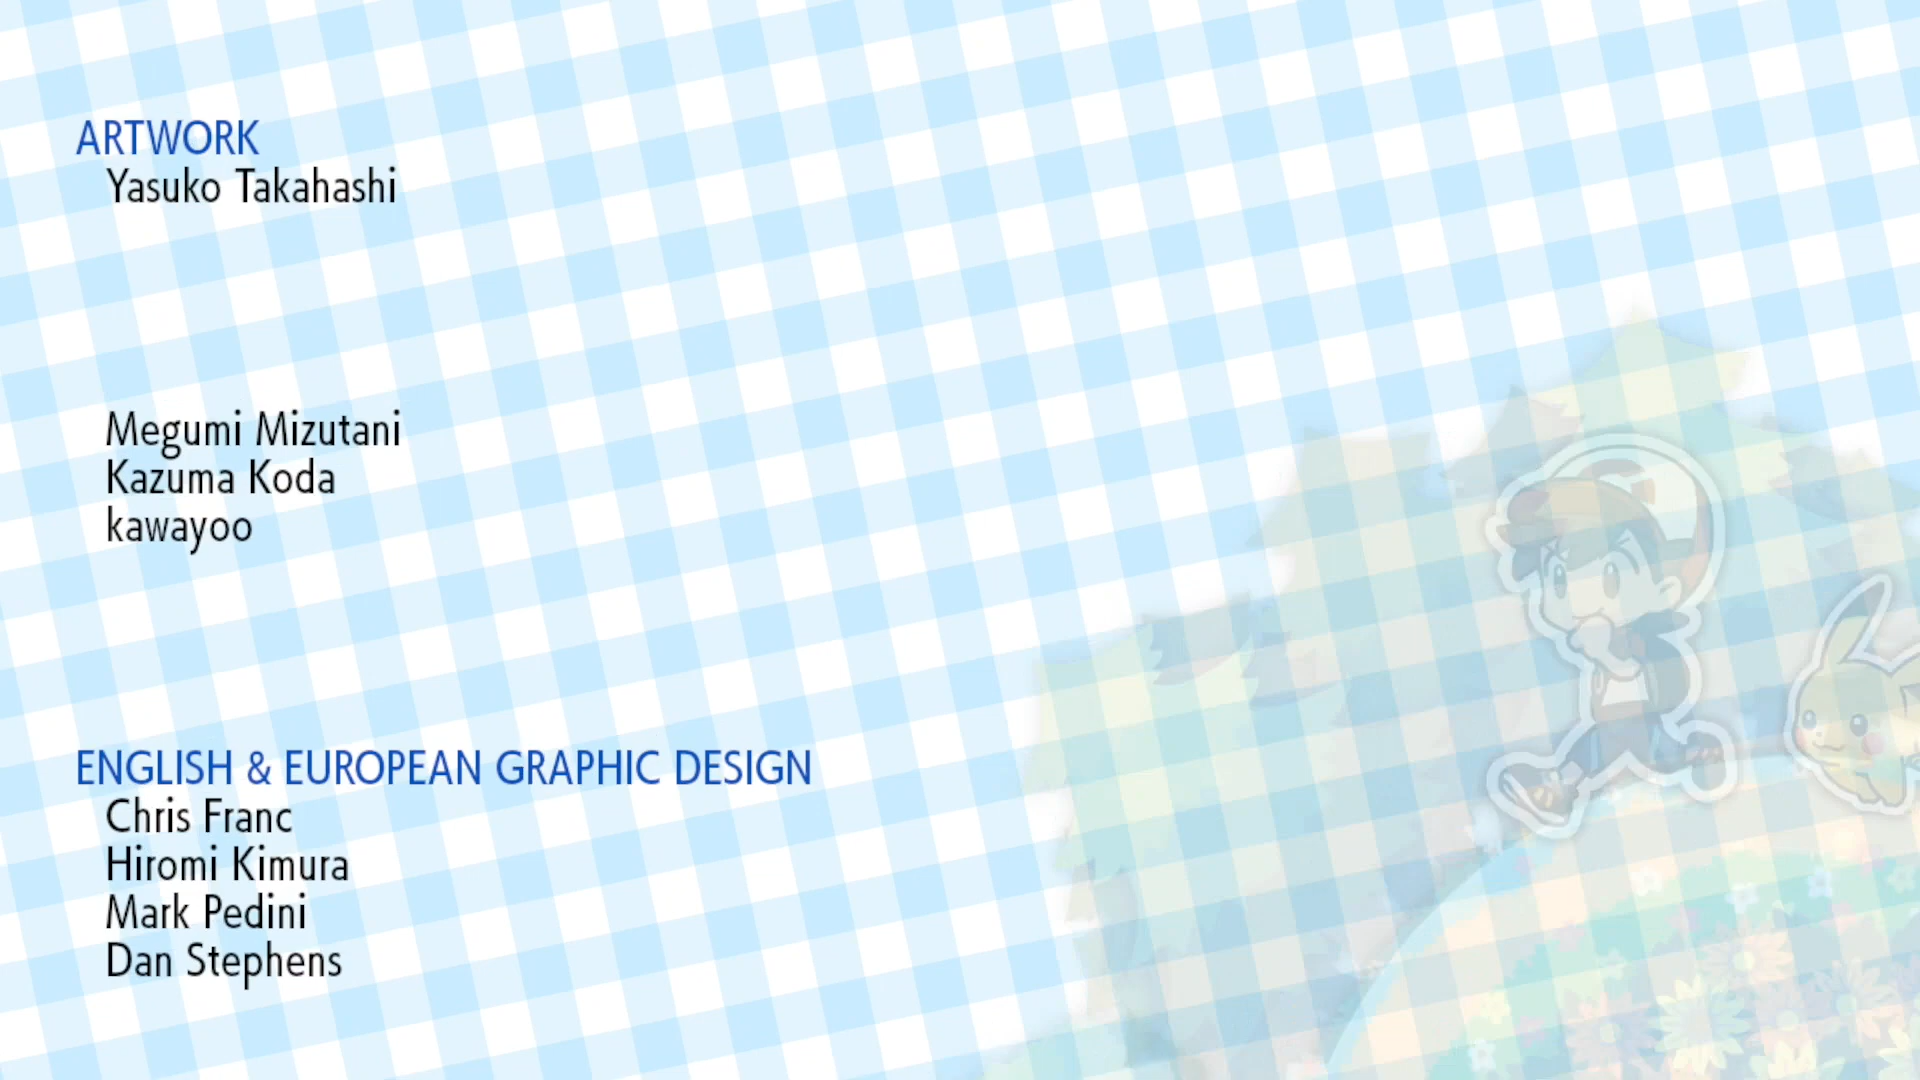 ARTWORK
Yasuko Takahashi
Megumi Mizutani
Kazuma Koda
kawayoo
ENGLISH & EUROPEAN GRAPHIC DESIGN
Chris Franc
Hiromi Kimura
Mark Pedini
Dan Stephens